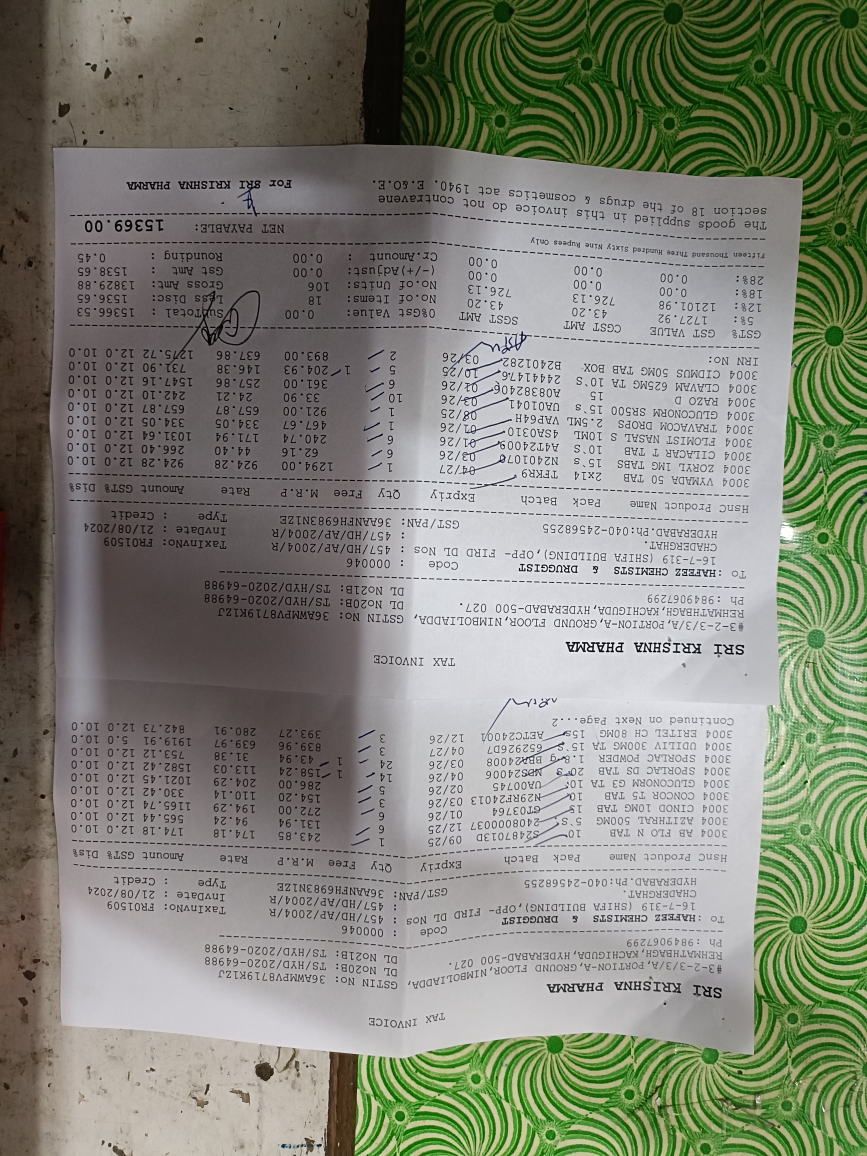 TAX INVOICE
SRI KRISHNA PHARMA
#3-2-3/3/A, PORTION-A, GROUND FLOOR, NIMBOLIADDA, GSTIN No: 36AWMPV8719K1ZJ
REHMATBAGH, KACHIGUDA, HYDERABAD-500 027. DL No20B: TS/HYD/2020-64988
Ph :9849067299 DL No21B: TS/HYD/2020-64988
To :HAFEEZ CHEMISTS & DRUGGIST Code : 000046
16-7-319 (SHIFA BUILDING), OPP- FIRD DL Nos : 457/HD/AP/2004/R TaxInvNo: FR01509
CHADERGHAT. : 457/HD/AP/2004/R InvDate : 21/08/2024
HYDERABAD.Ph:040-24568255 GST/PAN: 36AANFH6983N1ZE Type : Credit
Hsnc Product Name Pack Batch Expriy Qty Free M.R.P Rate Amount GST% Dis%
3004 AB FLO N TAB 10 09/25 1 243.85 174.18 174.18 12.0 10.0
3004 AZITRAL 500MG 5's 2408000037 12/25 6 131.94 94.24 565.44 12.0 10.0
3004 CINOD 10MG TAB 15 01/26 6 272.00 194.29 1165.74 12.0 10.0
3004 CONCOR T5 TAB 10 N29RF24013 03/26 3 154.20 110.14 330.42 12.0 10.0
3004 GLUCONORM G3 TA 10' UA00745 02/26 5 286.00 204.29 1021.45 12.0 10.0
3004 SPORLAC DS TAB 20's MDS24006 04/26 14 1 158.24 113.03 1582.42 12.0 10.0
3004 SPORLAC POWDER 1.8 g BPA24008 03/26 24 1 43.94 31.38 753.12 12.0 10.0
3004 UDILIV 300MG TA 15's 652926D7 04/27 3 839.96 639.97 1919.91 5.0 10.0
3004 ERITEL CH 80MG 15s AETC24001 12/26 3 393.27 280.91 842.73 12.0 10.0
Continued on Next Page...2
TAX INVOICE
SRI KRISHNA PHARMA
#3-2-3/3/A, PORTION-A, GROUND FLOOR, NIMBOLIADDA, GSTIN No: 36AWMPV8719K1ZJ
REHMATBAGH, KACHIGUDA, HYDERABAD-500 027. DL No20B: TS/HYD/2020-64988
Ph :9849067299 DL No21B: TS/HYD/2020-64988
To :HAFEEZ CHEMISTS & DRUGGIST Code : 000046
16-7-319 (SHIFA BUILDING), OPP- FIRD DL Nos : 457/HD/AP/2004/R TaxInvNo: FR01509
CHADERGHAT. : 457/HD/AP/2004/R InvDate : 21/08/2024
HYDERABAD.Ph:040-24568255 GST/PAN: 36AANFH6983N1ZE Type : Credit
Hsnc Product Name Pack Batch Expriy Qty Free M.R.P Rate Amount GST% Dis%
3004 VYMADA 50 TAB 2X14 TFKR9 04/27 1 1294.00 924.28 924.28 12.0 10.0
3004 ZORYL 1MG TABS 15's N2401070 03/26 6 62.16 44.40 266.40 12.0 10.0
3004 CILACAR T TAB 10's A4T24009 01/26 6 240.74 171.94 1031.64 12.0 10.0
3004 FLOMIST NASAL S 10ML 4SA0310 01/26 1 467.67 334.05 334.05 12.0 10.0
3004 TRAVACOM DROPS 2.5ML VAP64H 08/25 1 921.00 657.87 657.87 12.0 10.0
3004 GLUCONORM SR500 15's UA01041 03/26 10 33.90 24.21 242.10 12.0 10.0
3004 RAZO D 15 A08382406 01/26 6 361.00 257.86 1547.16 12.0 10.0
3004 CLAVAM 625MG TA 10's 24441476 10/25 5 1 204.93 146.38 731.90 12.0 10.0
3004 CIDMUS 50MG TAB BOX B2401282 03/26 2 893.00 637.86 1275.72 12.0 10.0
IRN No:
GST% GST VALUE CGST AMT SGST AMT 0%Gst Value: 0.00 SubTotal : 15366.53
5%: 1727.92 43.20 43.20 No.of Items: 18 Less Disc: 1536.65
12%: 12101.98 726.13 726.13 No.of Units: 106 Gross Amt: 13829.88
18%: 0.00 0.00 0.00 (-/+)Adjust: 0.00 Gst Amt : 1538.65
28%: 0.00 0.00 0.00 Cr.Amount : 0.00 Rounding : 0.45
Fifteen Thousand Three Hundred Sixty Nine Rupees Only NET PAYABLE: 15369.00
The goods supplied in this invoice do not contravene For SRI KRISHNA PHARMA
section 18 of the drugs & cosmetics act 1940. E.&O.E.